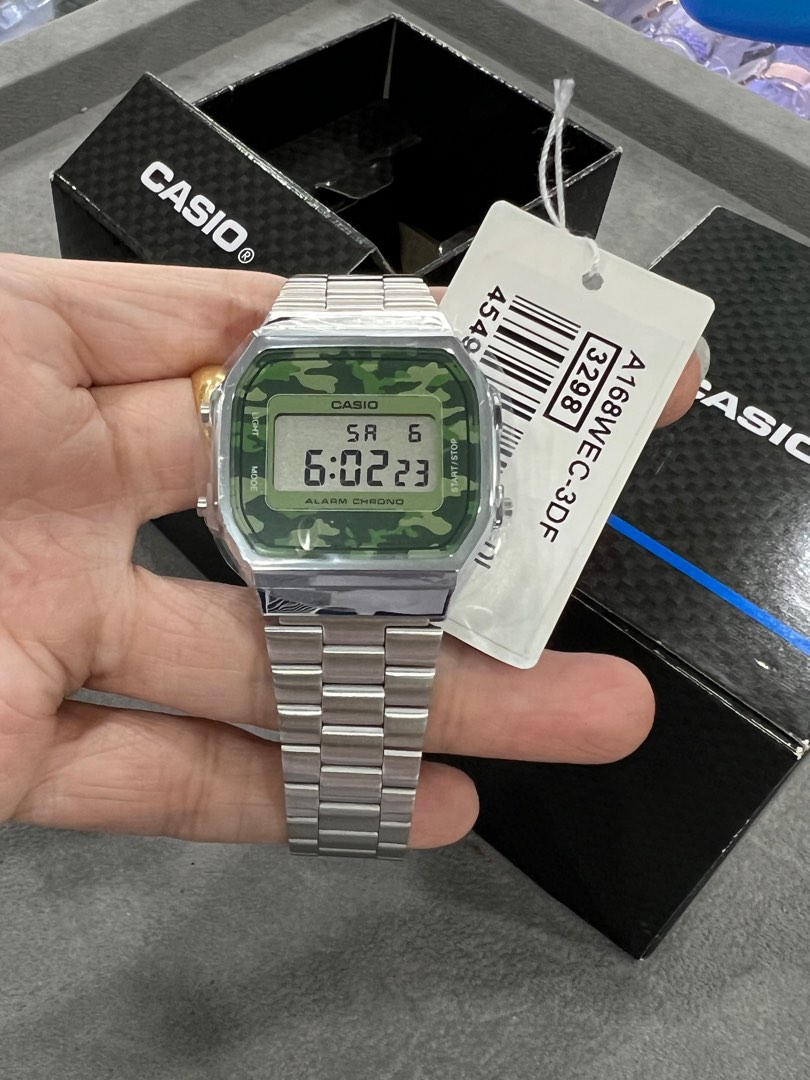 CASIO®
A168WEC-3DF
3298
4549
CASIO
LIGHT
MODE
START/STOP
SA 6
6:02 23
ALARM CHRONO
CASIO